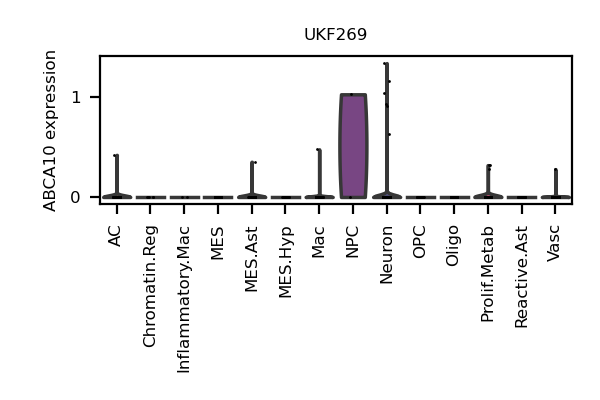 UKF269
ABCA10 expression
1
0
AC
Chromatin.Reg
Inflammatory.Mac
MES
MES.Ast
MES.Hyp
Mac
NPC
Neuron
OPC
Oligo
Prolif.Metab
Reactive.Ast
Vasc